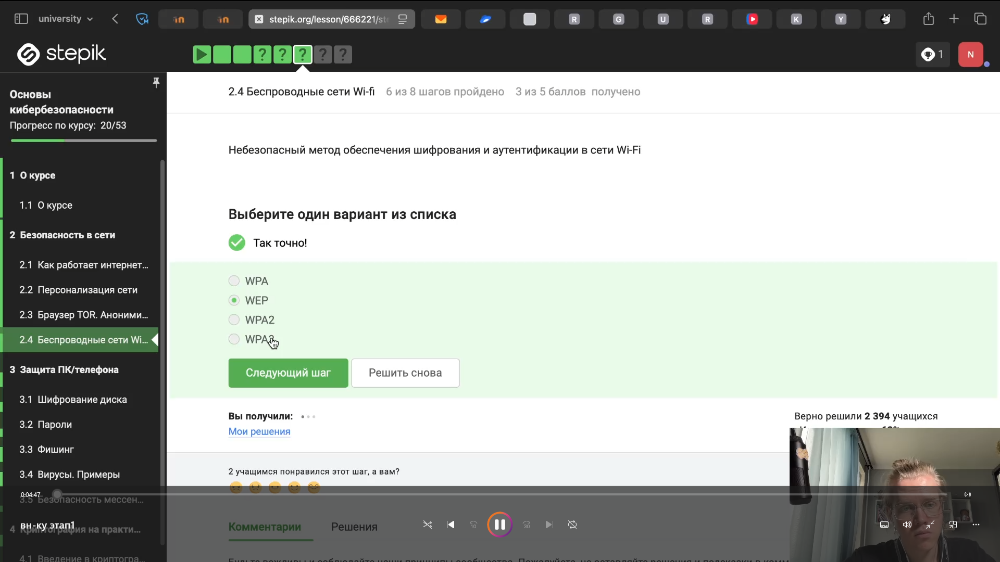 university
stepik.org/lesson/666221/st
R
G
U
R
K
Y
stepik
? ? ? ? ?
1
N
2.4 Беспроводные сети Wi-fi 6 из 8 шагов пройдено 3 из 5 баллов получено
Основы
кибербезопасности
Прогресс по курсу: 20/53
1 О курсе
1.1 О курсе
2 Безопасность в сети
2.1 Как работает интернет...
2.2 Персонализация сети
2.3 Браузер TOR. Аноними...
2.4 Беспроводные сети Wi...
3 Защита ПК/телефона
3.1 Шифрование диска
3.2 Пароли
3.3 Фишинг
3.4 Вирусы. Примеры
3.5 Безопасность мессен...
4 Криптография на практи...
4.1 Введение в криптогра...
Небезопасный метод обеспечения шифрования и аутентификации в сети Wi-Fi
Выберите один вариант из списка
Так точно!
WPA
WEP
WPA2
WPA3
Следующий шаг
Решить снова
Вы получили:
Мои решения
Верно решили 2 394 учащихся
2 учащимся понравился этот шаг, а вам?
0:04:47
вн-ку этап1
10
30
Комментарии
Решения